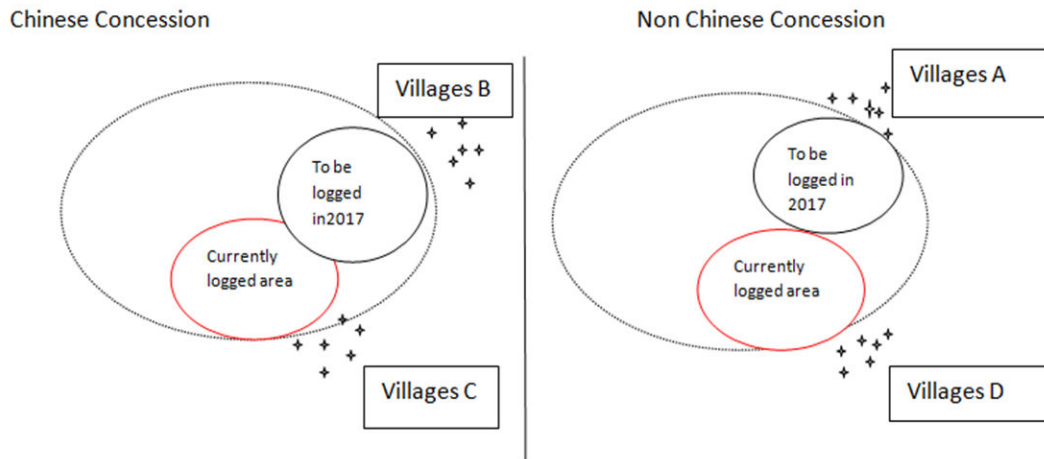 Chinese Concession
Non Chinese Concession
Villages B
To be
logged
in2017
Currently
logged area
Villages C
Villages A
To be
logged in
2017
Currently
logged area
Villages D